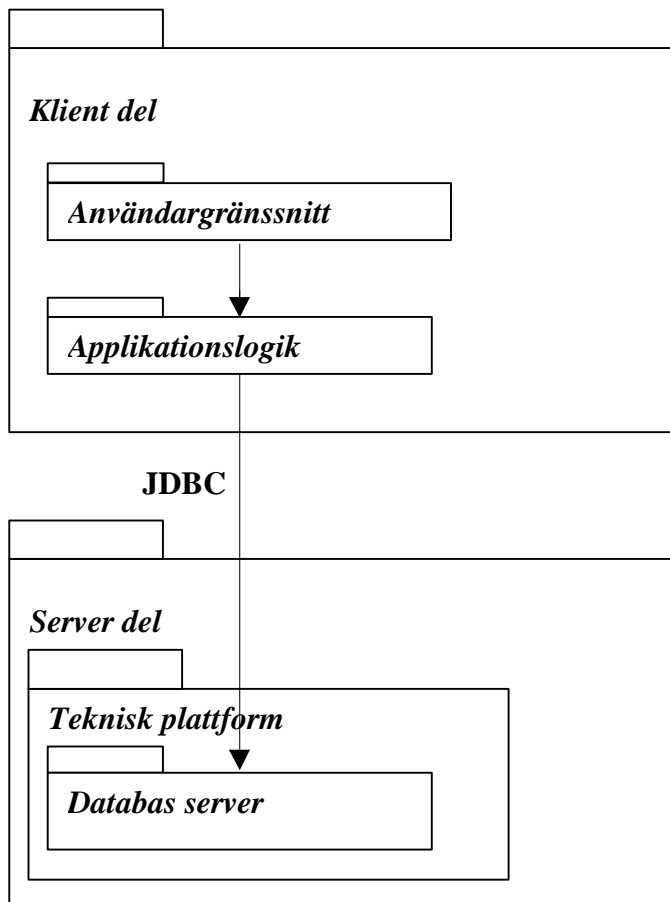 Klient del
Användargränssnitt
Applikationslogik
JDBC
Server del
Teknisk plattform
Databas server